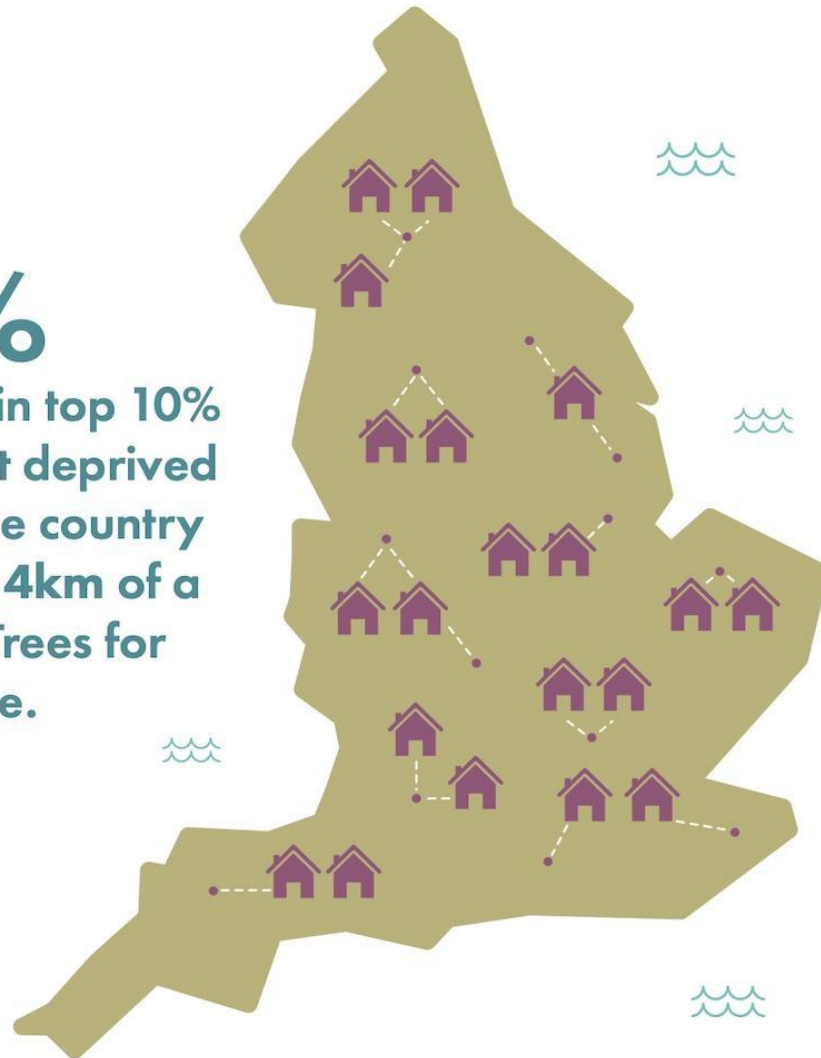 %
in top 10%
t deprived
e country
4km of a
Trees for
e.